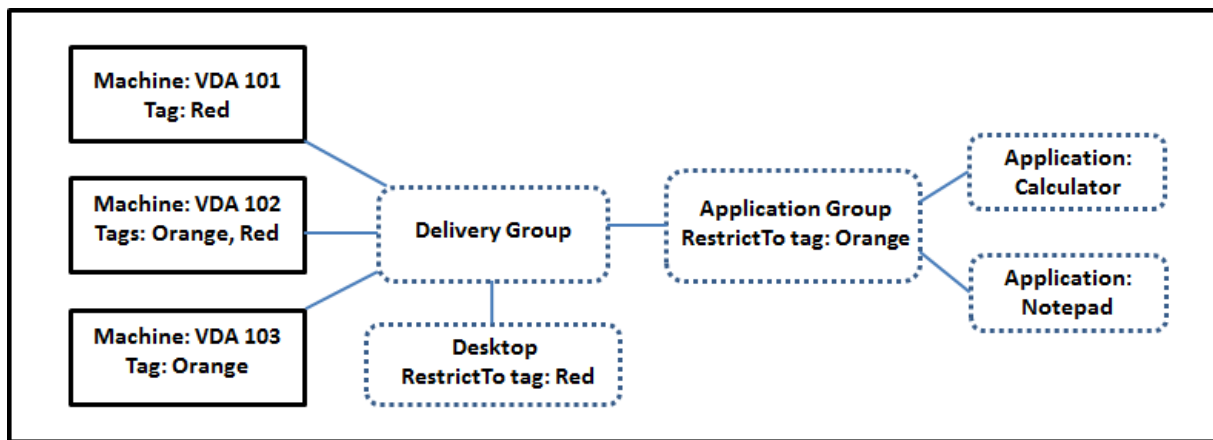 Machine: VDA 101
Tag: Red
Machine: VDA 102
Tags: Orange, Red
Machine: VDA 103
Tag: Orange
Delivery Group
Desktop
RestrictTo tag: Red
Application Group
RestrictTo tag: Orange
Application:
Calculator
Application:
Notepad